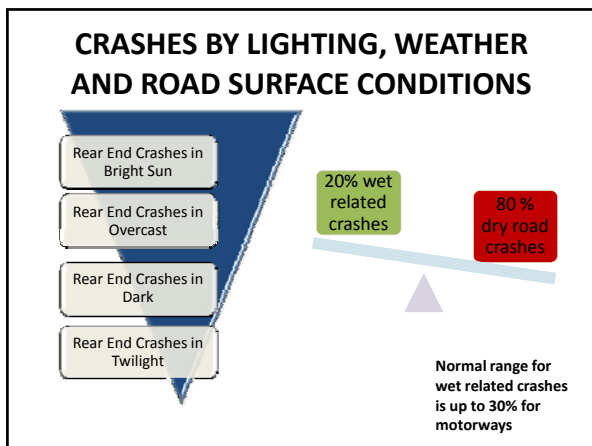 CRASHES BY LIGHTING, WEATHER
AND ROAD SURFACE CONDITIONS
Rear End Crashes in
Bright Sun
Rear End Crashes in
Overcast
Rear End Crashes in
Dark
Rear End Crashes in
Twilight
20% wet
related
crashes
80 %
dry road
crashes
Normal range for
wet related crashes
is up to 30% for
motorways